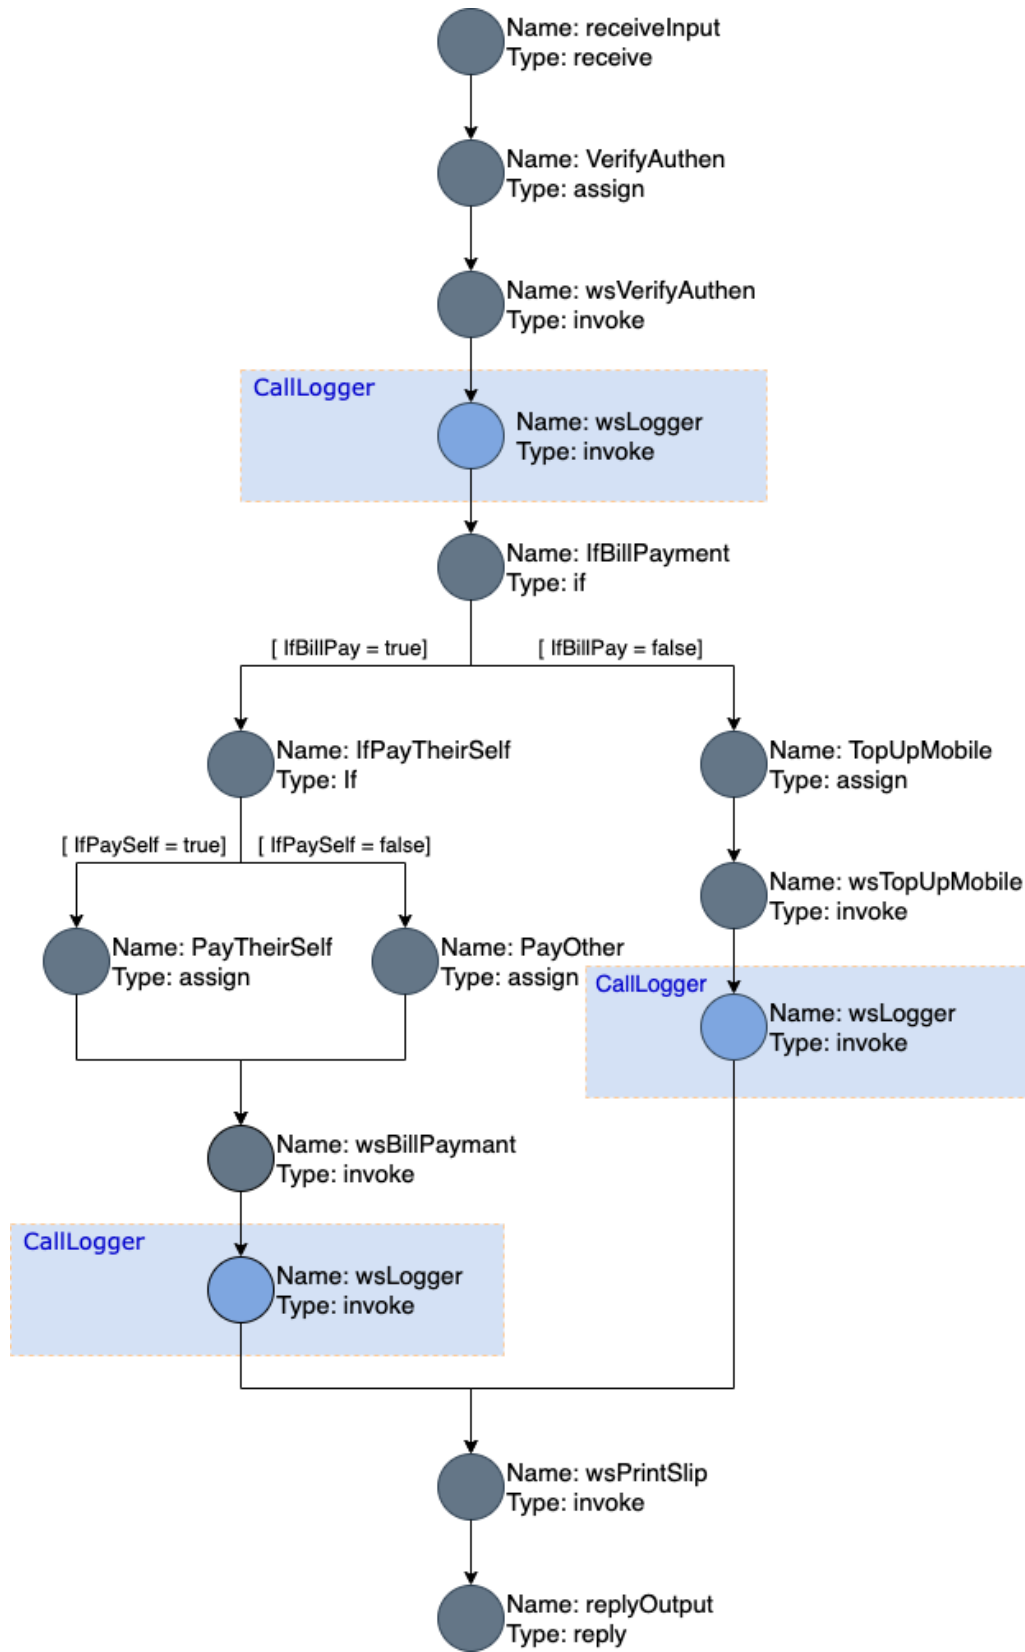 Name: receiveInput
Type: receive
Name: VerifyAuthen
Type: assign
Name: wsVerifyAuthen
Type: invoke
CallLogger
Name: wsLogger
Type: invoke
Name: IfBillPayment
Type: if
[ IfBillPay = true]
[ IfBillPay = false]
Name: IfPayTheirSelf
Type: If
Name: TopUpMobile
Type: assign
[ IfPaySelf = true]
[ IfPaySelf = false]
Name: wsTopUpMobile
Type: invoke
Name: PayTheirSelf
Type: assign
Name: PayOther
Type: assign
CallLogger
Name: wsLogger
Type: invoke
Name: wsBillPaymant
Type: invoke
CallLogger
Name: wsLogger
Type: invoke
Name: wsPrintSlip
Type: invoke
Name: replyOutput
Type: reply